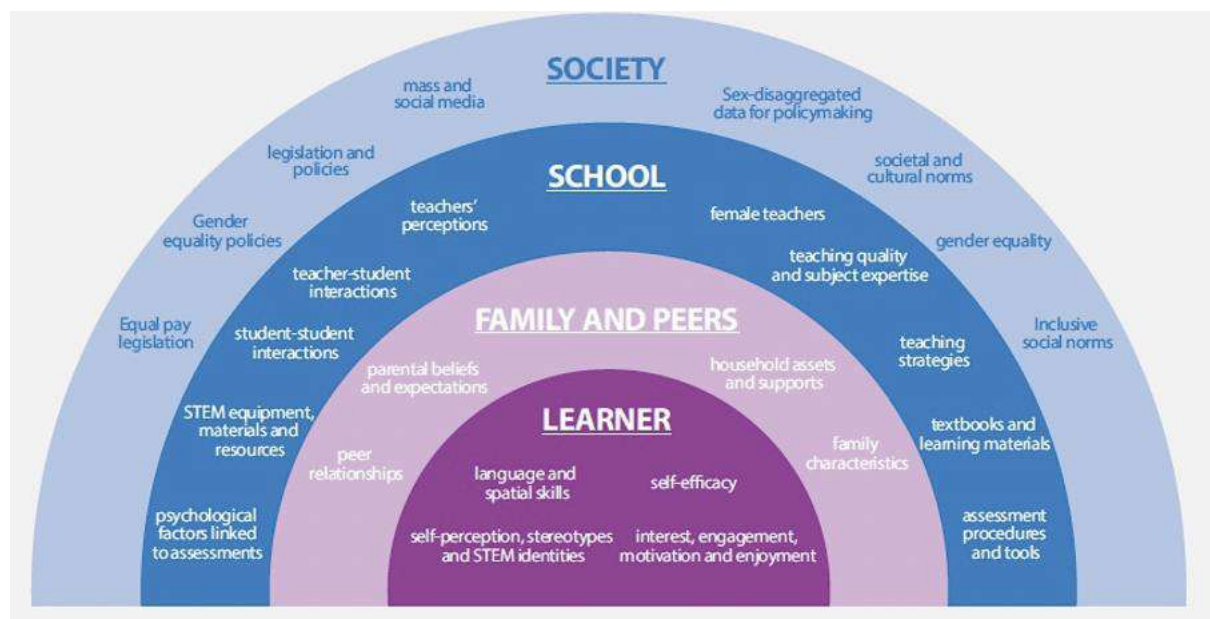 SOCIETY
mass and
social media
Sex-disaggregated
data for policymaking
legislation and
policies
societal and
cultural norms
Gender
equality policies
gender equality
Equal pay
legislation
Inclusive
social norms
SCHOOL
teachers'
perceptions
female teachers
teacher-student
interactions
teaching quality
and subject expertise
student-student
interactions
teaching
strategies
STEM equipment,
materials and
resources
textbooks and
learning materials
psychological
factors linked
to assessments
assessment
procedures
and tools
FAMILY AND PEERS
parental beliefs
and expectations
household assets
and supports
peer
relationships
family
characteristics
LEARNER
language and
spatial skills
self-efficacy
self-perception, stereotypes
and STEM identities
interest, engagement,
motivation and enjoyment